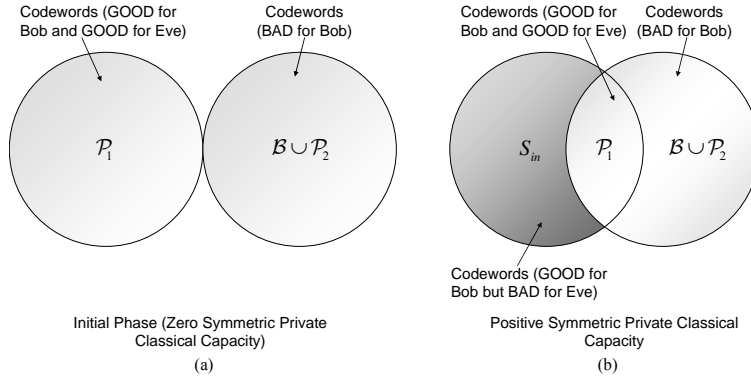 Codewords (GOOD for
Bob and GOOD for Eve)
Codewords
(BAD for Bob)
𝒫₁
ℬ ∪ 𝒫₂
Initial Phase (Zero Symmetric Private
Classical Capacity)
(a)
Codewords (GOOD for
Bob and GOOD for Eve)
Codewords
(BAD for Bob)
S_in
𝒫₁
ℬ ∪ 𝒫₂
Codewords (GOOD for
Bob but BAD for Eve)
Positive Symmetric Private Classical
Capacity
(b)